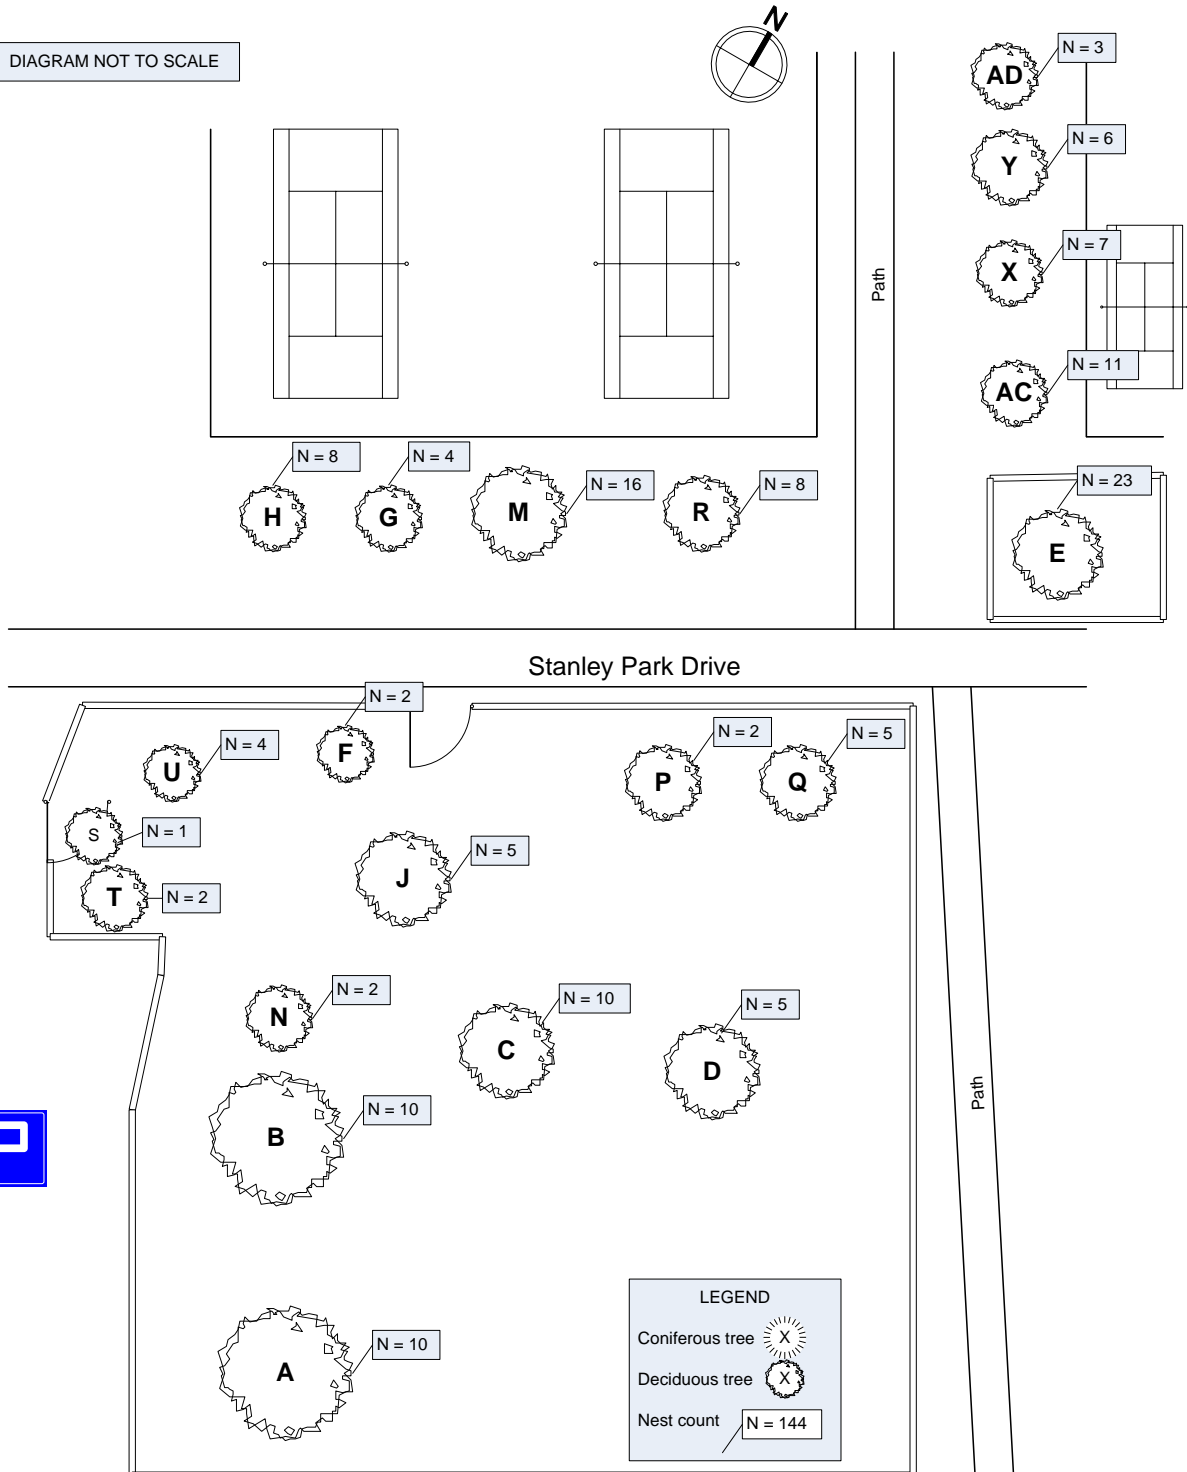 DIAGRAM NOT TO SCALE
N
AD
N = 3
Y
N = 6
Path
X
N = 7
AC
N = 11
N = 8
N = 4
N = 16
N = 8
N = 23
H
G
M
R
E
Stanley Park Drive
N = 2
U
N = 4
F
P
N = 2
Q
N = 5
S
N = 1
T
N = 2
J
N = 5
N
N = 2
C
N = 10
D
N = 5
B
N = 10
Path
A
N = 10
LEGEND
Coniferous tree X
Deciduous tree X
Nest count N = 144